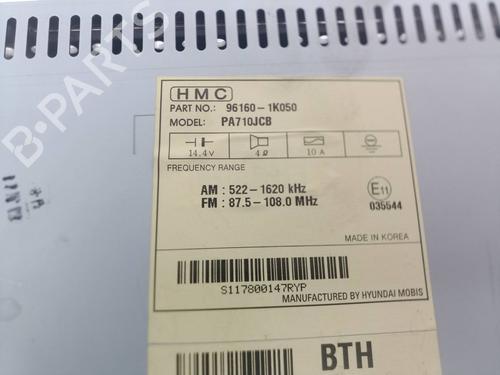 B-PARTS
HMC
PART NO.: 96160-1K050
MODEL: PA710JCB
14.4V 4Ω 10 A
FREQUENCY RANGE
AM : 522-1620 kHz
FM : 87.5-108.0 MHz
E11
035544
MADE IN KOREA
S117800147RYP
MANUFACTURED BY HYUNDAI MOBIS
BTH